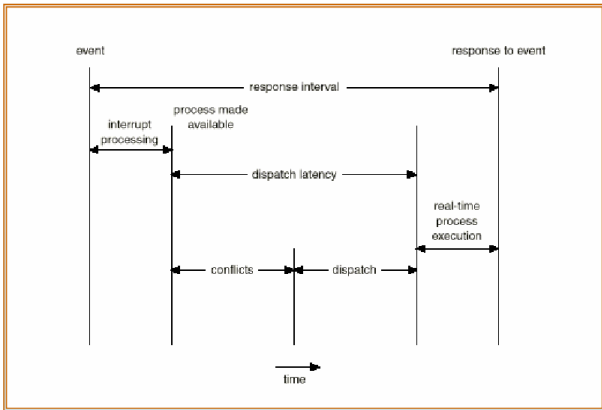 event
response to event
response interval
process made
available
interrupt
processing
dispatch latency
real-time
process
execution
conflicts
dispatch
time